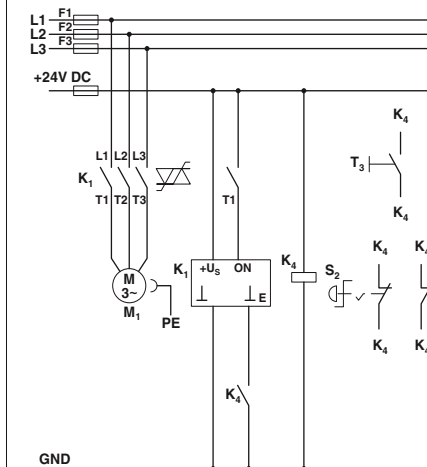 L1 F1
L2 F2
L3 F3
+24V DC
K4
L1 L2 L3
K1
T3
T1 T2 T3
T1
K4
K1 +Us ON
K4
S2
K4 K4
M
3~
E
M1
PE
K4 K4
K4
GND